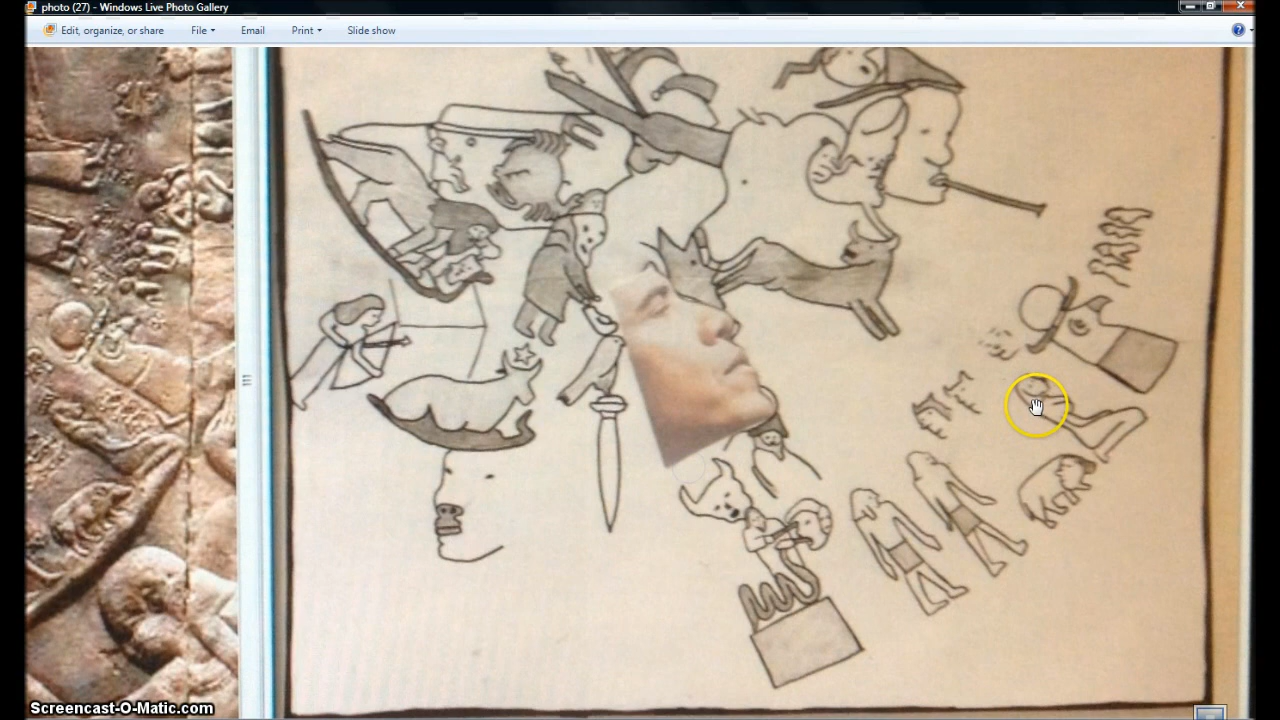 photo (27) - Windows Live Photo Gallery
Edit, organize, or share File Email Print Slide show
Screencast-O-Matic.com